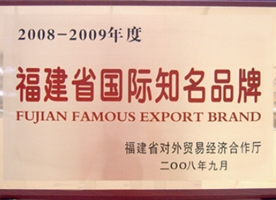 2008-2009年度
福建省国际知名品牌
FUJIAN FAMOUS EXPORT BRAND
福建省对外贸易经济合作厅
二〇〇八年九月